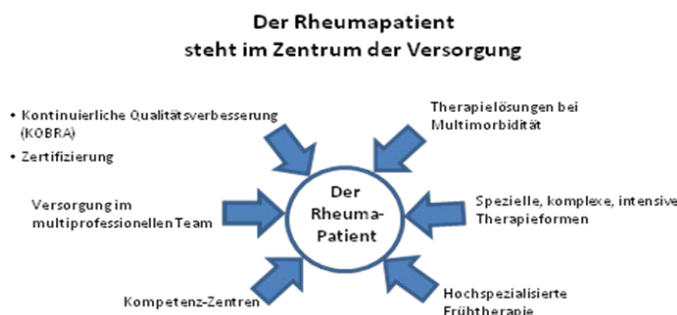 Der Rheumapatient
steht im Zentrum der Versorgung
• Kontinuierliche Qualitätsverbesserung
(KOBRA)
• Zertifizierung
Therapielösungen bei
Multimorbidität
Versorgung im
multiprofessionellen Team
Der
Rheuma-
Patient
Spezielle, komplexe, intensive
Therapieformen
Kompetenz-Zentren
Hochspezialisierte
Frühtherapie